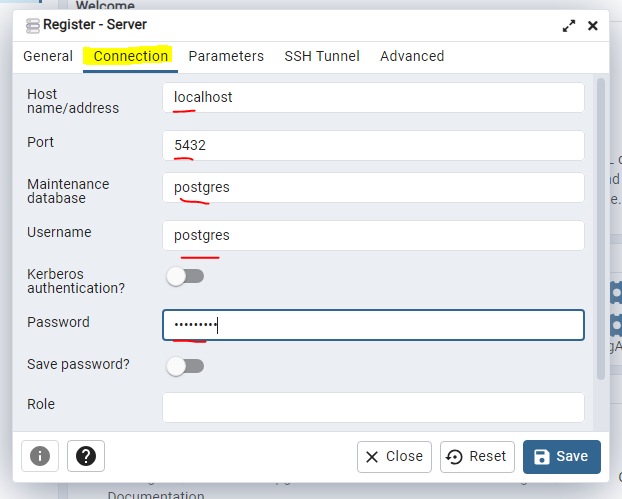 Welcome
Register - Server
General Connection Parameters SSH Tunnel Advanced
Host
name/address
localhost
Port
5432
Maintenance
database
postgres
Username
postgres
Kerberos
authentication?
Password
•••••••••
Save password?
Role
Close Reset Save
Documentation